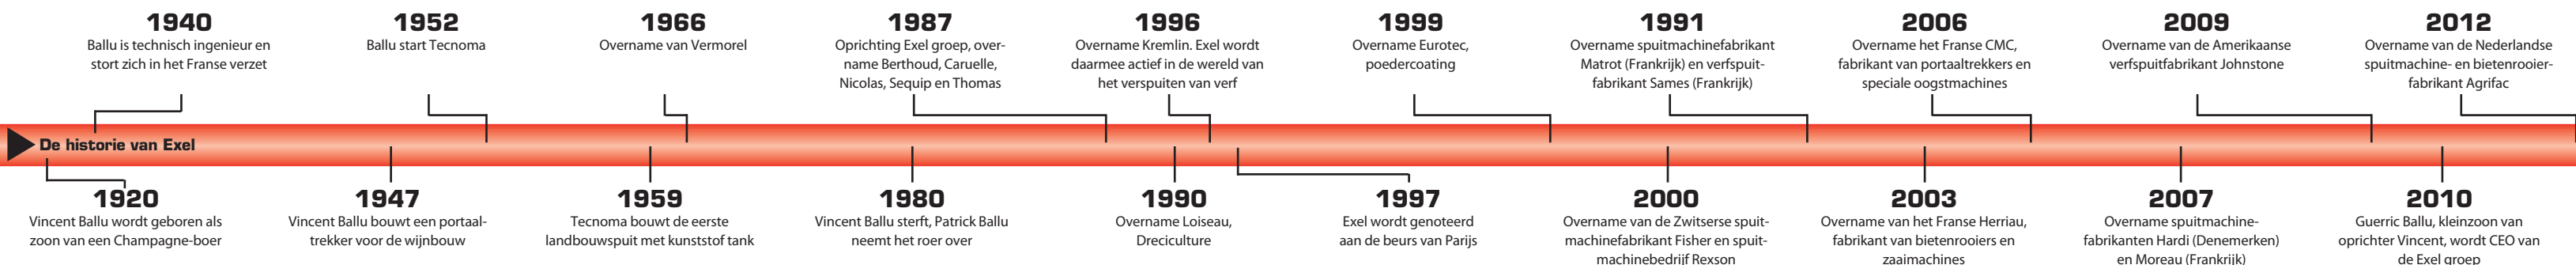 1940
Ballu is technisch ingenieur en
stort zich in het Franse verzet
1952
Ballu start Tecnoma
1966
Overname van Vermorel
1987
Oprichting Exel groep, over-
name Berthoud, Caruelle,
Nicolas, Sequip en Thomas
1996
Overname Kremlin. Exel wordt
daarmee actief in de wereld van
het verspuiten van verf
1999
Overname Eurotec,
poedercoating
1991
Overname spuitmachinefabrikant
Matrot (Frankrijk) en verfspuit-
fabrikant Sames (Frankrijk)
2006
Overname het Franse CMC,
fabrikant van portaaltrekkers en
speciale oogstmachines
2009
Overname van de Amerikaanse
verfspuitfabrikant Johnstone
2012
Overname van de Nederlandse
spuitmachine- en bietenrooier-
fabrikant Agrifac
De historie van Exel
1920
Vincent Ballu wordt geboren als
zoon van een Champagne-boer
1947
Vincent Ballu bouwt een portaal-
trekker voor de wijnbouw
1959
Tecnoma bouwt de eerste
landbouwspuit met kunststof tank
1980
Vincent Ballu sterft, Patrick Ballu
neemt het roer over
1990
Overname Loiseau,
Dreciculture
1997
Exel wordt genoteerd
aan de beurs van Parijs
2000
Overname van de Zwitserse spuit-
machinefabrikant Fisher en spuit-
machinebedrijf Rexson
2003
Overname van het Franse Herriau,
fabrikant van bietenrooiers en
zaaimachines
2007
Overname spuitmachine-
fabrikanten Hardi (Denemerken)
en Moreau (Frankrijk)
2010
Guerric Ballu, kleinzoon van
oprichter Vincent, wordt CEO van
de Exel groep